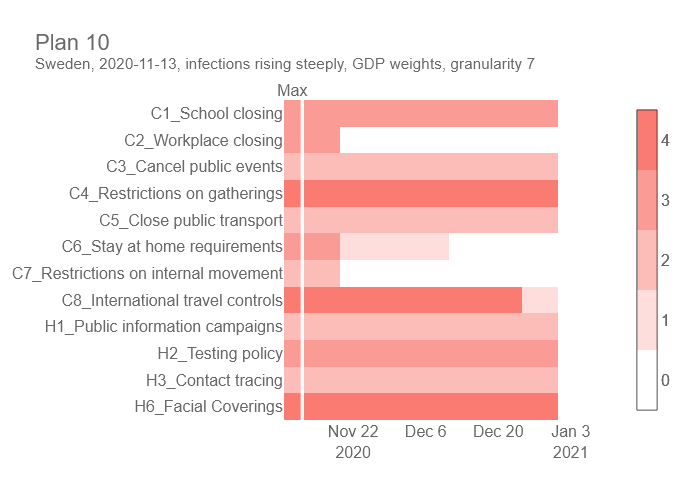 Plan 10
Sweden, 2020-11-13, infections rising steeply, GDP weights, granularity 7
Max
C1_School closing
C2_Workplace closing
C3_Cancel public events
C4_Restrictions on gatherings
C5_Close public transport
C6_Stay at home requirements
C7_Restrictions on internal movement
C8_International travel controls
H1_Public information campaigns
H2_Testing policy
H3_Contact tracing
H6_Facial Coverings
Nov 22 Dec 6 Dec 20 Jan 3
2020 2021
4
3
2
1
0